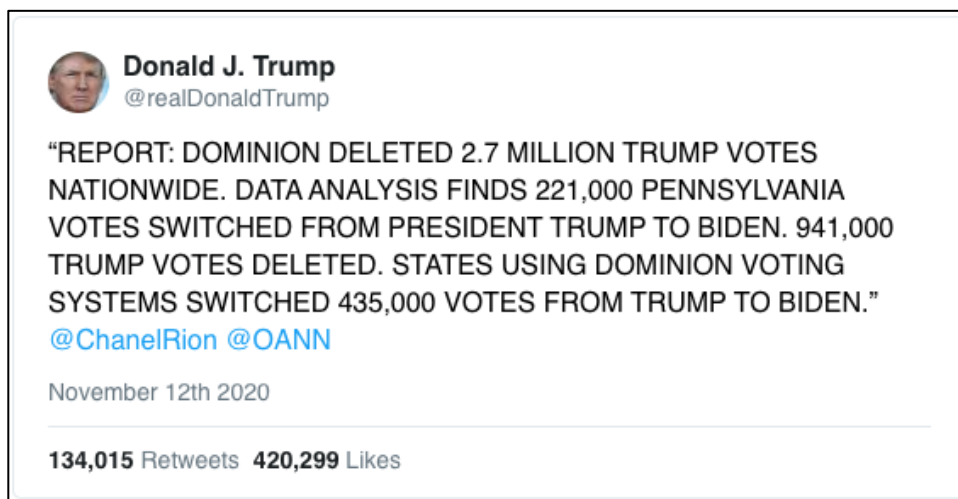 Donald J. Trump
@realDonaldTrump
“REPORT: DOMINION DELETED 2.7 MILLION TRUMP VOTES
NATIONWIDE. DATA ANALYSIS FINDS 221,000 PENNSYLVANIA
VOTES SWITCHED FROM PRESIDENT TRUMP TO BIDEN. 941,000
TRUMP VOTES DELETED. STATES USING DOMINION VOTING
SYSTEMS SWITCHED 435,000 VOTES FROM TRUMP TO BIDEN.”
@ChanelRion @OANN
November 12th 2020
134,015 Retweets 420,299 Likes